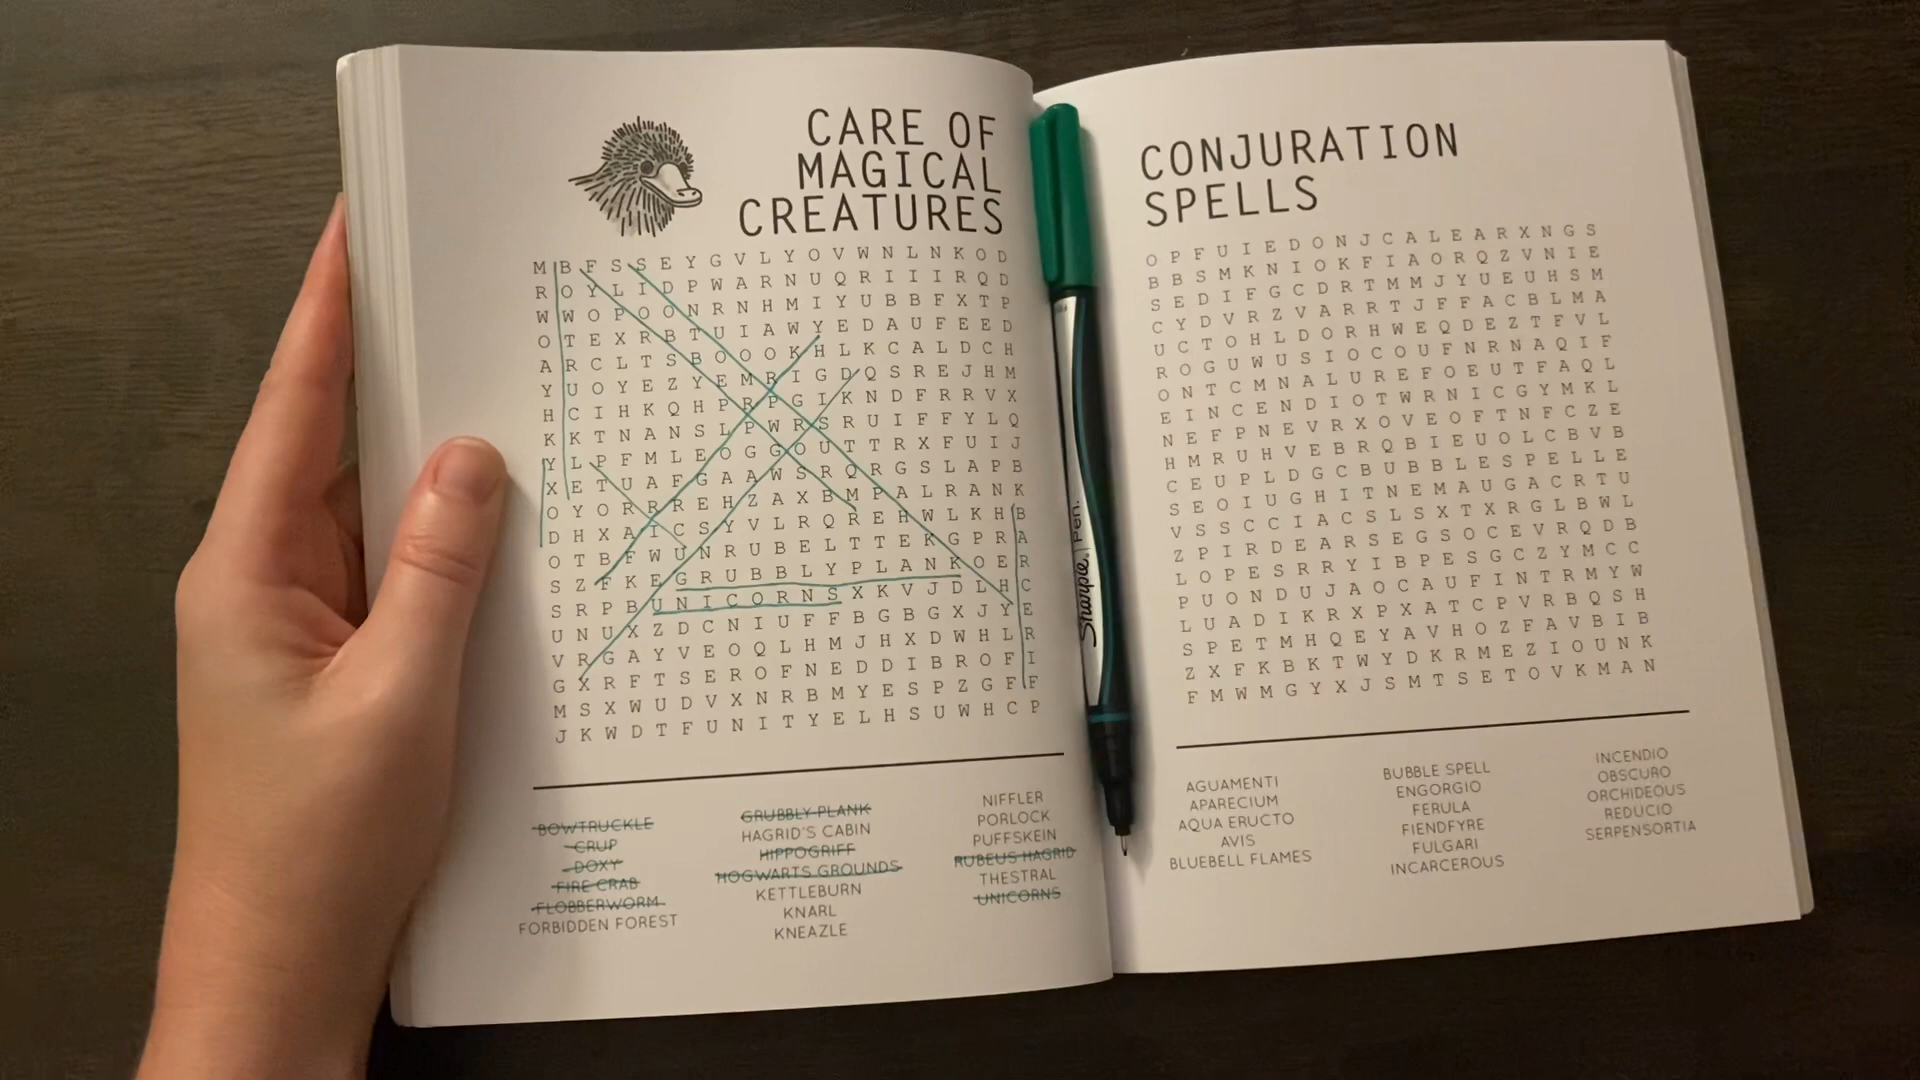 CARE OF
MAGICAL
CREATURES
M B F S S E Y G V L Y O V W N L N K O D
R O Y L I D P W A R N U Q R I I I R Q D
W W O P O O N R N H M I Y U B B F X T P
O T E X R B T U I A W Y E D A U F E E D
A R C L T S B O O O K H L K C A L D C H
Y U O Y E Z Y E M R I G D Q S R E J H M
H C I H K Q H P R P G I K N D F R R V X
K K T N A N S L P W R S R U I F F Y L Q
Y L P F M L E O G G O U T T R X F U I J
X E T U A F G A A W S R Q R G S L A P B
O Y O R R R E H Z A X B M P A L R A N K
D H X A I C S Y V L R Q R E H W L K H B
O T B F W U N R U B E L T T E K G P R A
S Z F K E G R U B B L Y P L A N K O E R
S R P B U N I C O R N S X K V J D L H C
U N U X Z D C N I U F F B G B G X J Y E
V R G A Y V E O Q L H M J H X D W H L R
G X R F T S E R O F N E D D I B R O F I
M S X W U D V X N R B M Y E S P Z G F F
J K W D T F U N I T Y E L H S U W H C P
BOWTRUCKLE
CRUP
DOXY
FIRE CRAB
FLOBBERWORM
FORBIDDEN FOREST
GRUBBLY PLANK
HAGRID'S CABIN
HIPPOGRIFF
HOGWARTS GROUNDS
KETTLEBURN
KNARL
KNEAZLE
NIFFLER
PORLOCK
PUFFSKEIN
RUBEUS HAGRID
THESTRAL
UNICORNS
Sharpie. Pen.
CONJURATION
SPELLS
O P F U I E D O N J C A L E A R X N G S
B B S M K N I O K F I A O R Q Z V N I E
S E D I F G C D R T M M J Y U E U H S M
C Y D V R Z V A R R T J F F A C B L M A
U C T O H L D O R H W E Q D E Z T F V L
R O G U W U S I O C O U F N R N A Q I F
O N T C M N A L U R E F O E U T F A Q L
E I N C E N D I O T W R N I C G Y M K L
N E F P N E V R X O V E O F T N F C Z E
H M R U H V E B R Q B I E U O L C B V B
C E U P L D G C B U B B L E S P E L L E
S E O I U G H I T N E M A U G A C R T U
V S S C C I A C S L S X T X R G L B W L
Z P I R D E A R S E G S O C E V R Q D B
L O P E S R R Y I B P E S G C Z Y M C C
P U O N D U J A O C A U F I N T R M Y W
L U A D I K R X P X A T C P V R B Q S H
S P E T M H Q E Y A V H O Z F A V B I B
Z X F K B K T W Y D K R M E Z I O U N K
F M W M G Y X J S M T S E T O V K M A N
AGUAMENTI
APARECIUM
AQUA ERUCTO
AVIS
BLUEBELL FLAMES
BUBBLE SPELL
ENGORGIO
FERULA
FIENDFYRE
FULGARI
INCARCEROUS
INCENDIO
OBSCURO
ORCHIDEOUS
REDUCIO
SERPENSORTIA